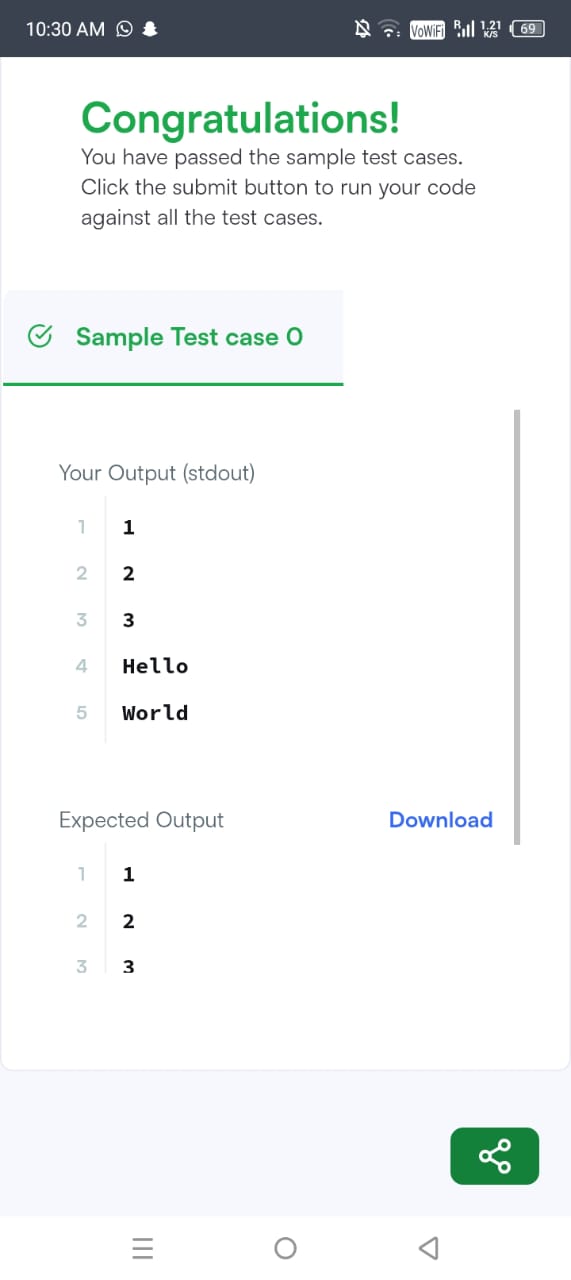 10:30 AM VoWiFi R 1.21 K/S 69
Congratulations!
You have passed the sample test cases.
Click the submit button to run your code
against all the test cases.
Sample Test case 0
Your Output (stdout)
1 1
2 2
3 3
4 Hello
5 World
Expected Output Download
1 1
2 2
3 3